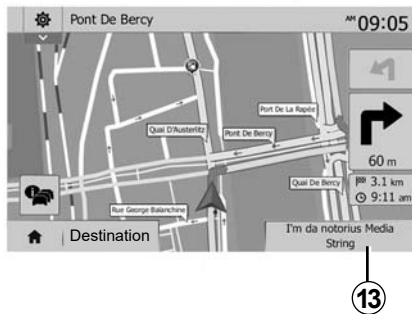 Pont De Bercy
AM 09:05
Port De La Rapée
Quai D'Austerlitz
Pont De Bercy
60 m
Quai De Bercy
3.1 km
9:11 am
Rue George Balanchine
Destination
I'm da notorius Media
String
13